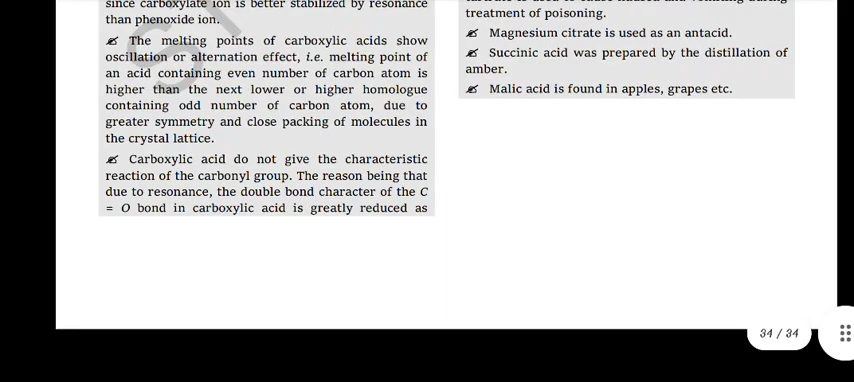 since carboxylate ion is better stabilized by resonance
than phenoxide ion.
The melting points of carboxylic acids show
oscillation or alternation effect, i.e. melting point of
an acid containing even number of carbon atom is
higher than the next lower or higher homologue
containing odd number of carbon atom, due to
greater symmetry and close packing of molecules in
the crystal lattice.
Carboxylic acid do not give the characteristic
reaction of the carbonyl group. The reason being that
due to resonance, the double bond character of the C
= O bond in carboxylic acid is greatly reduced as
treatment of poisoning.
Magnesium citrate is used as an antacid.
Succinic acid was prepared by the distillation of
amber.
Malic acid is found in apples, grapes etc.
34 / 34